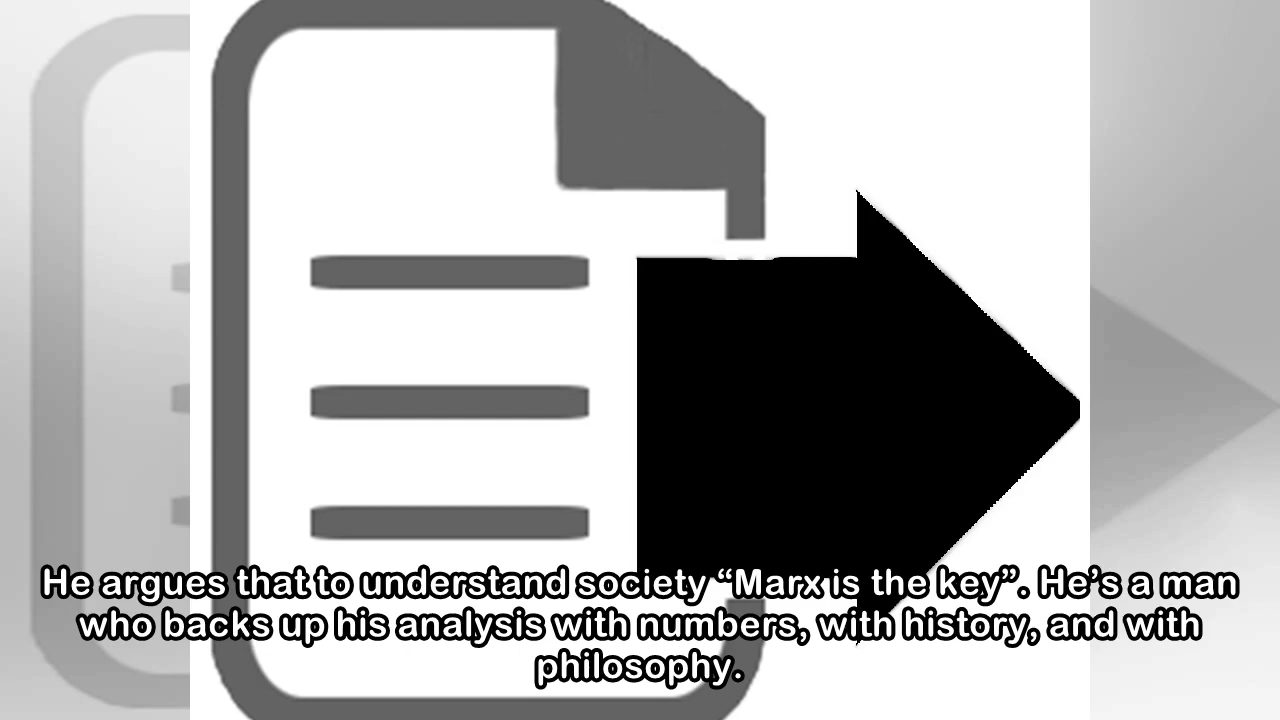 He argues that to understand society “Marx is the key”. He’s a man
who backs up his analysis with numbers, with history, and with
philosophy.